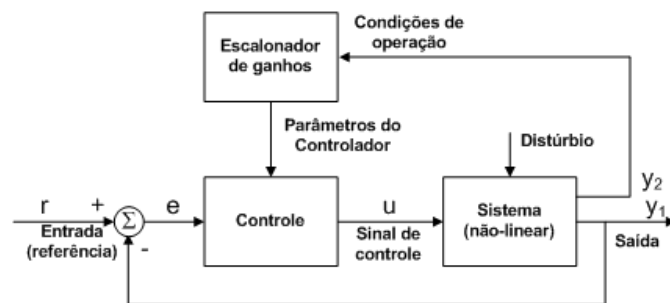 Condições de
operação
Escalonador
de ganhos
Parâmetros do
Controlador
Distúrbio
y2
r
+
Σ
e
Controle
u
Sistema
(não-linear)
y1
Entrada
(referência)
-
Sinal de
controle
Saída